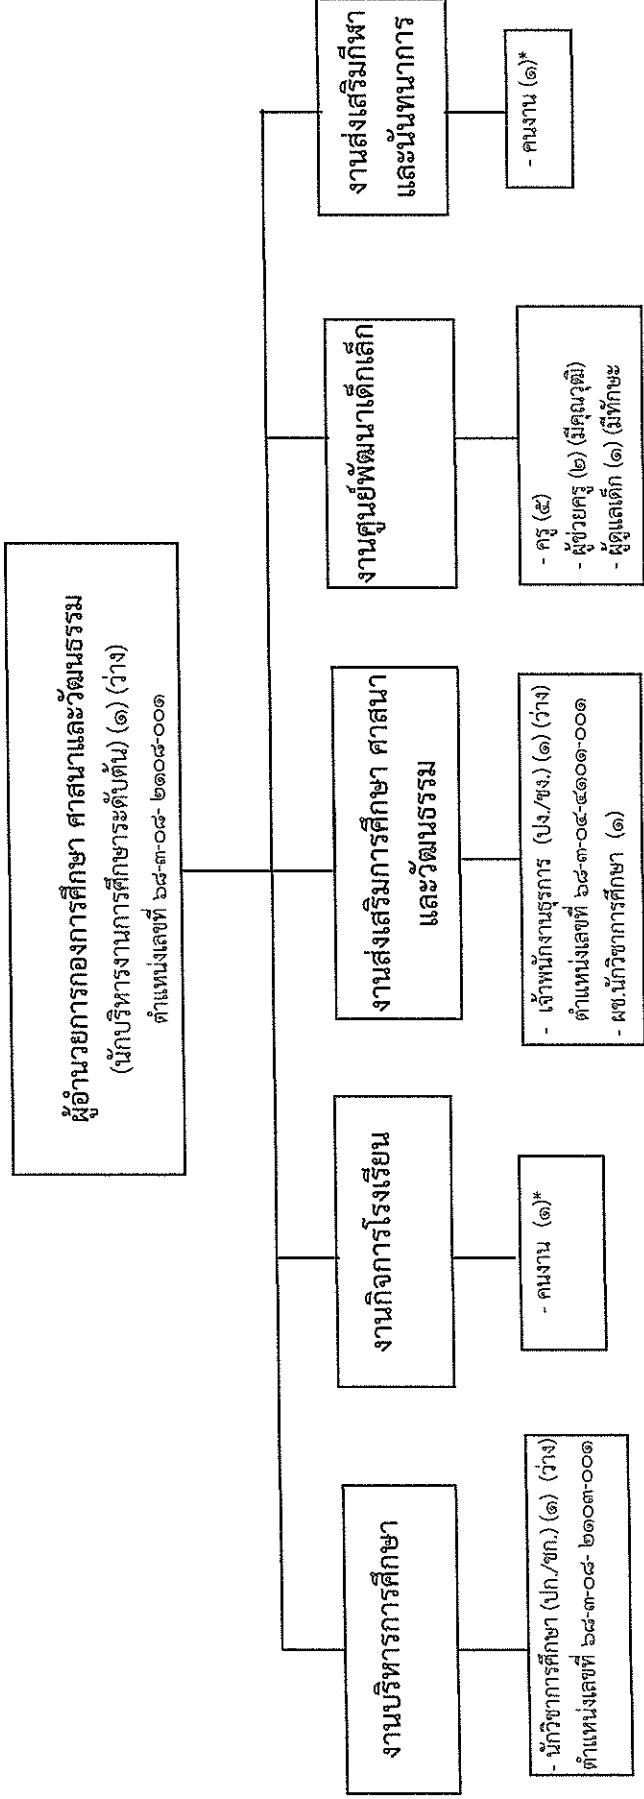 ผู้อำนวยการกองการศึกษา ศาสนาและวัฒนธรรม
(นักบริหารงานการศึกษาระดับต้น) (๑) (ว่าง)
ตำแหน่งเลขที่ ๖๘-๓-๐๘- ๒๑๐๘-๐๐๑
งานบริหารการศึกษา
- นักวิชาการศึกษา (ปก./ชก.) (๑) (ว่าง)
ตำแหน่งเลขที่ ๖๘-๓-๐๘- ๒๑๐๓-๐๐๑
งานกิจการโรงเรียน
- คนงาน (๑)*
งานส่งเสริมการศึกษา ศาสนา
และวัฒนธรรม
- เจ้าพนักงานธุรการ (ปง./ชง.) (๑) (ว่าง)
ตำแหน่งเลขที่ ๖๘-๓-๐๔-๔๑๐๑-๐๐๑
- ผช.นักวิชาการศึกษา (๑)
งานศูนย์พัฒนาเด็กเล็ก
- ครู (๕)
- ผู้ช่วยครู (๒) (มีคุณวุฒิ)
- ผู้ดูแลเด็ก (๑) (มีทักษะ
งานส่งเสริมกีฬา
และนันทนาการ
- คนงาน (๑)*